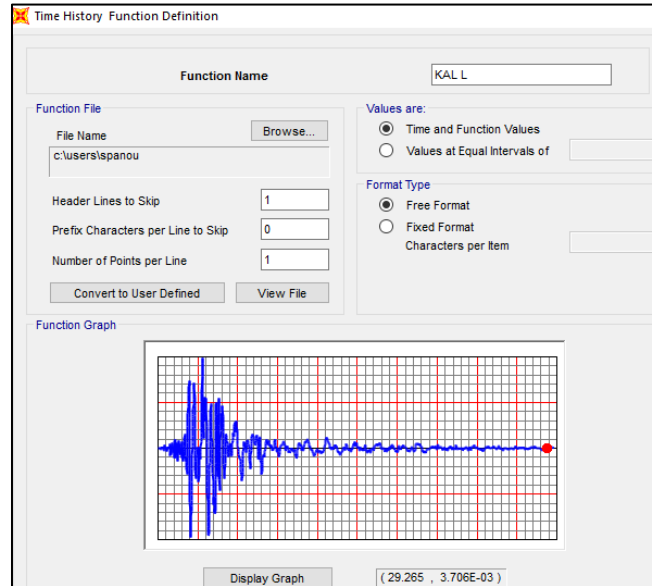 Time History Function Definition
Function Name
KAL L
Function File
File Name
Browse...
c:\users\spanou
Header Lines to Skip
1
Prefix Characters per Line to Skip
0
Number of Points per Line
1
Convert to User Defined
View File
Values are:
Time and Function Values
Values at Equal Intervals of
Format Type
Free Format
Fixed Format
Characters per Item
Function Graph
Display Graph
( 29.265 , 3.706E-03 )